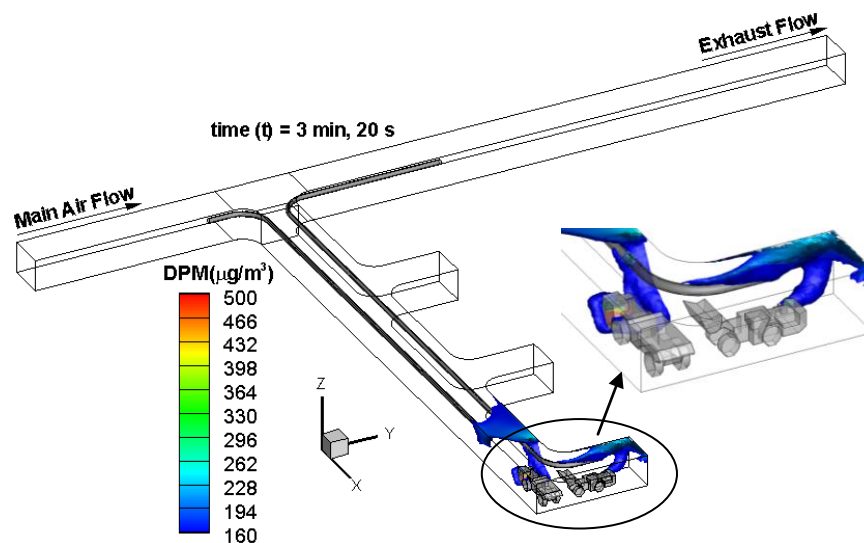 Exhaust Flow
time (t) = 3 min, 20 s
Main Air Flow
DPM(μg/m³)
500
466
432
398
364
330
296
262
228
194
160
Z
Y
X